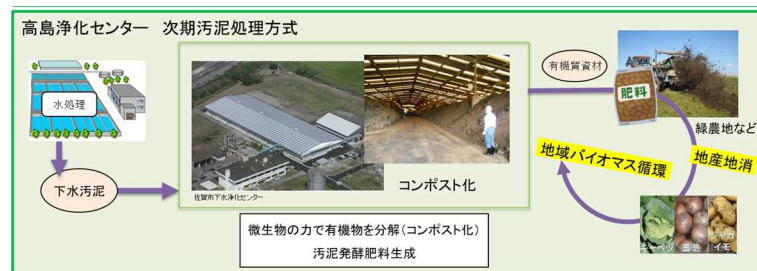 高島浄化センター 次期汚泥処理方式
水処理
下水汚泥
佐賀市下水浄化センター
コンポスト化
微生物の力で有機物を分解(コンポスト化)
汚泥発酵肥料生成
有機質資材
肥料
緑農地など
地産地消
地域バイオマス循環
キャベツ
玉葱
ジャガ
イモ